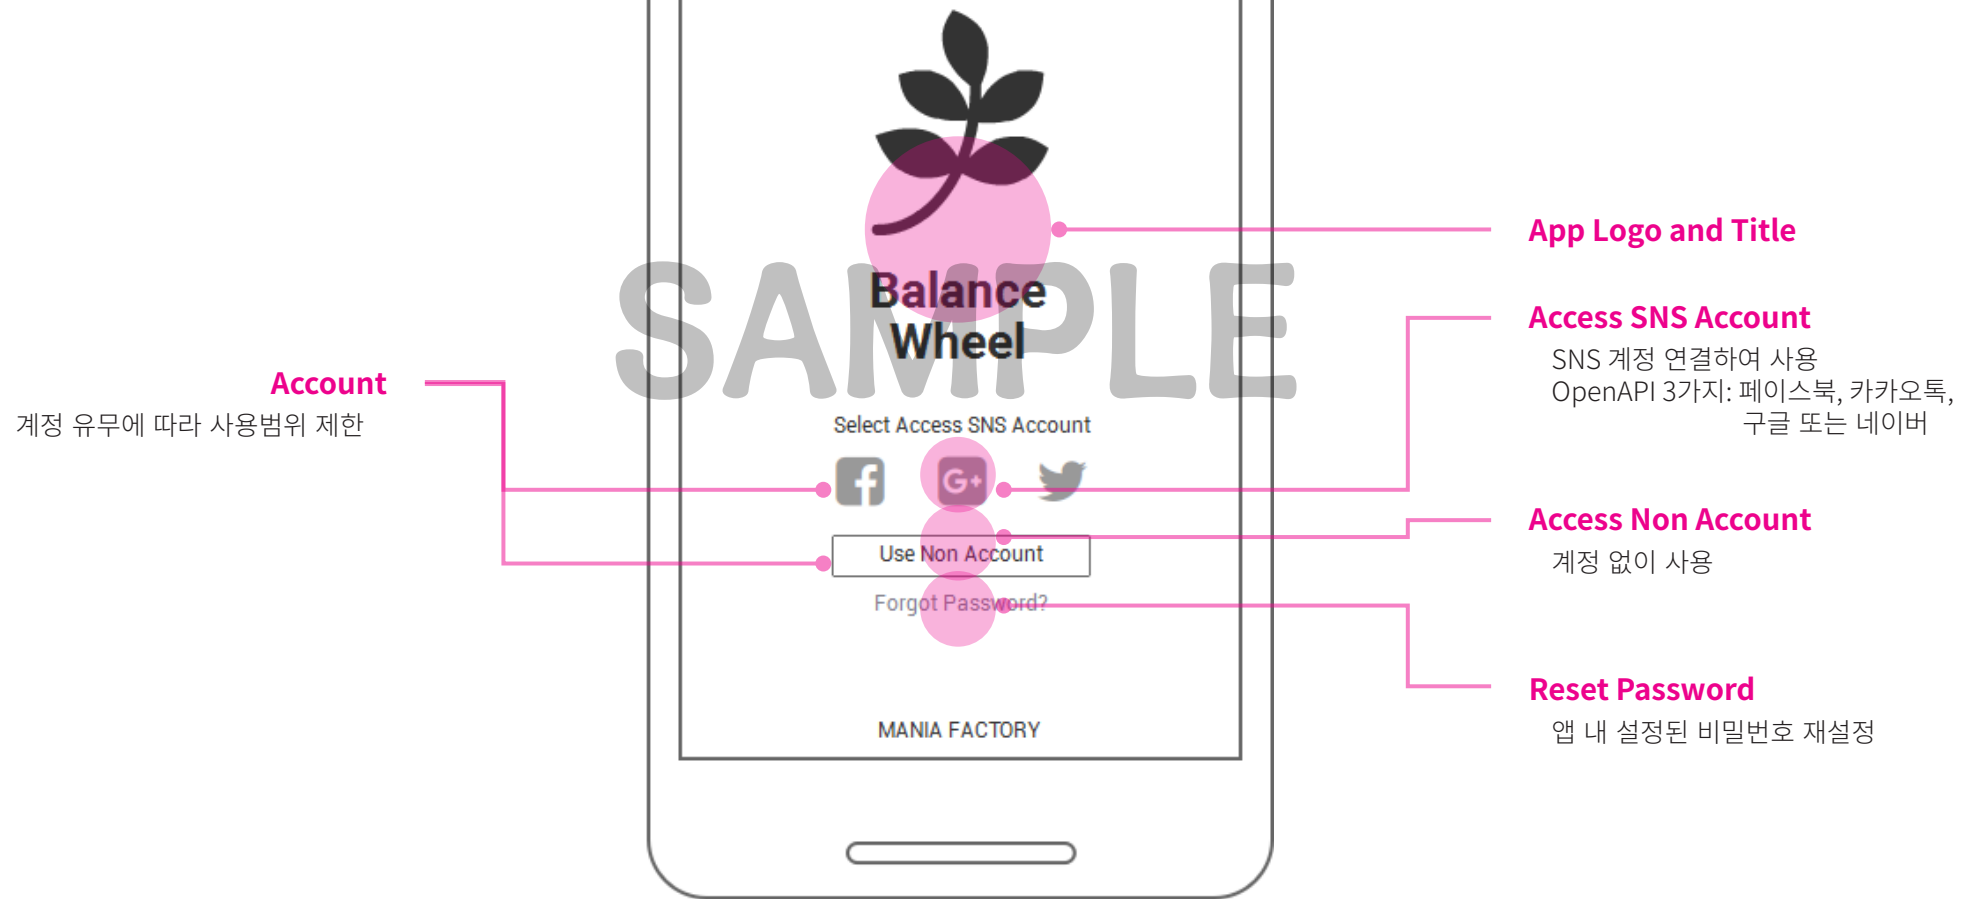 Balance
Wheel
SAMPLE
Select Access SNS Account
G+
Use Non Account
Forgot Password?
MANIA FACTORY
Account
계정 유무에 따라 사용범위 제한
App Logo and Title
Access SNS Account
SNS 계정 연결하여 사용
OpenAPI 3가지: 페이스북, 카카오톡,
구글 또는 네이버
Access Non Account
계정 없이 사용
Reset Password
앱 내 설정된 비밀번호 재설정